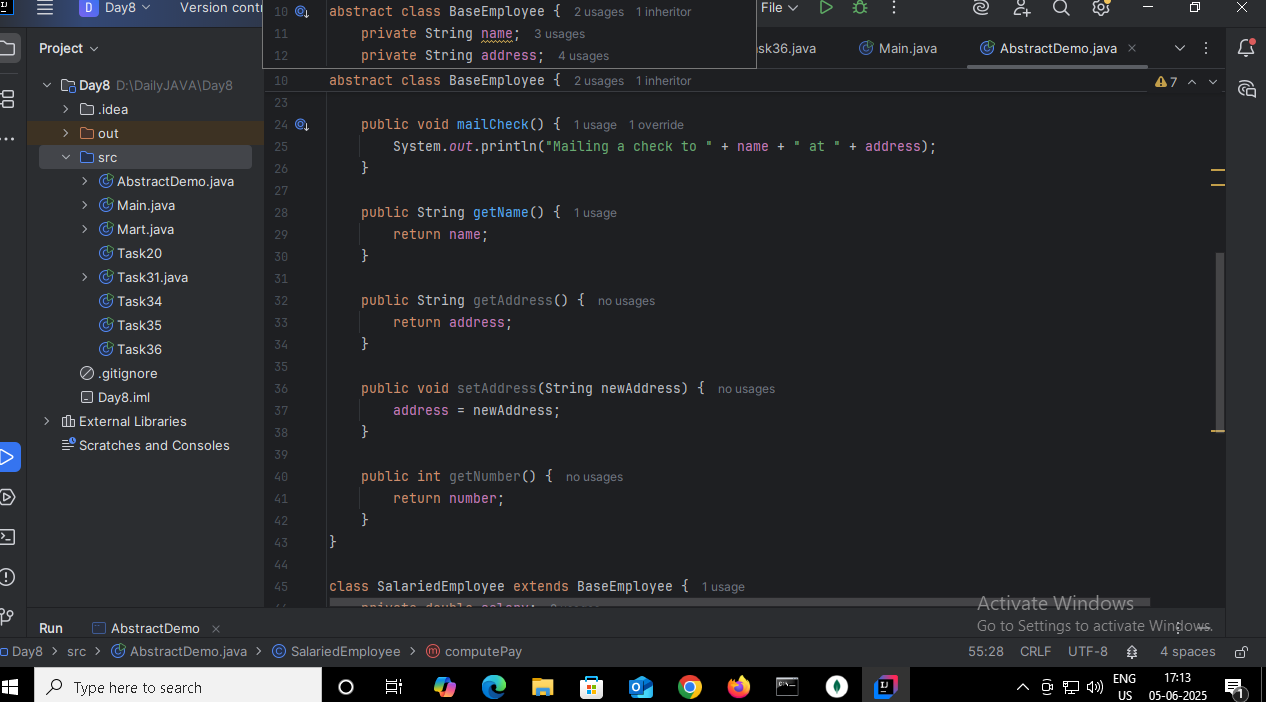 D Day8 Version contr File
10 abstract class BaseEmployee { 2 usages 1 inheritor
11 private String name; 3 usages
12 private String address; 4 usages
Project
sk36.java Main.java AbstractDemo.java
10 abstract class BaseEmployee { 2 usages 1 inheritor
7
Day8 D:\DailyJAVA\Day8
.idea
out
src
AbstractDemo.java
Main.java
Mart.java
Task20
Task31.java
Task34
Task35
Task36
.gitignore
Day8.iml
External Libraries
Scratches and Consoles
23
24 public void mailCheck() { 1 usage 1 override
25 System.out.println("Mailing a check to " + name + " at " + address);
26 }
27
28 public String getName() { 1 usage
29 return name;
30 }
31
32 public String getAddress() { no usages
33 return address;
34 }
35
36 public void setAddress(String newAddress) { no usages
37 address = newAddress;
38 }
39
40 public int getNumber() { no usages
41 return number;
42 }
43 }
44
45 class SalariedEmployee extends BaseEmployee { 1 usage
Activate Windows
Go to Settings to activate Windows.
Run AbstractDemo
Day8 > src > AbstractDemo.java > SalariedEmployee > computePay 55:28 CRLF UTF-8 4 spaces
Type here to search
ENG
US
17:13
05-06-2025
1